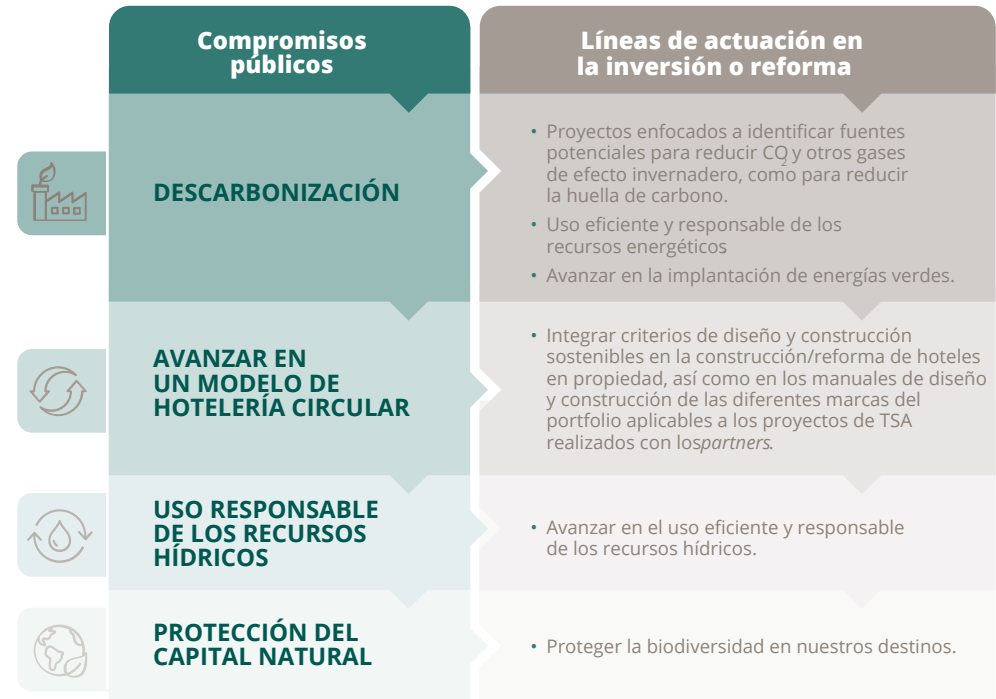 Compromisos
públicos
Líneas de actuación en
la inversión o reforma
DESCARBONIZACIÓN
• Proyectos enfocados a identificar fuentes
potenciales para reducir CO₂ y otros gases
de efecto invernadero, como para reducir
la huella de carbono.
• Uso eficiente y responsable de los
recursos energéticos
• Avanzar en la implantación de energías verdes.
AVANZAR EN
UN MODELO DE
HOTELERÍA CIRCULAR
• Integrar criterios de diseño y construcción
sostenibles en la construcción/reforma de hoteles
en propiedad, así como en los manuales de diseño
y construcción de las diferentes marcas del
portfolio aplicables a los proyectos de TSA
realizados con lospartners.
USO RESPONSABLE
DE LOS RECURSOS
HÍDRICOS
• Avanzar en el uso eficiente y responsable
de los recursos hídricos.
PROTECCIÓN DEL
CAPITAL NATURAL
• Proteger la biodiversidad en nuestros destinos.